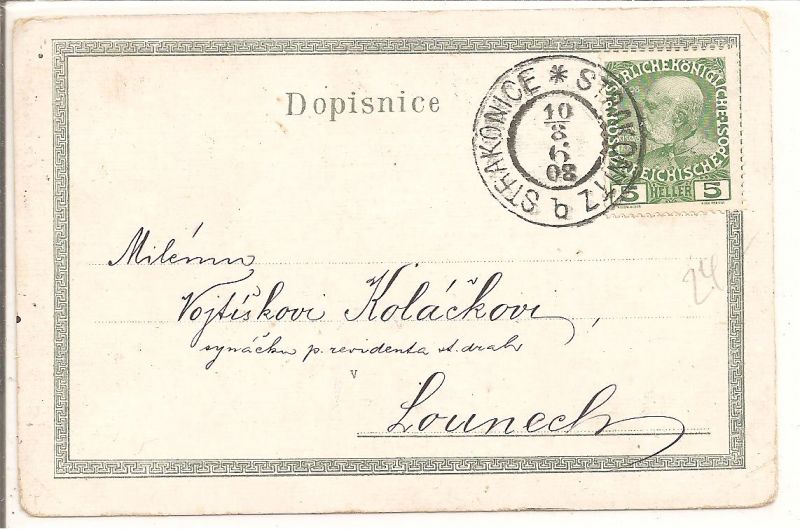 Dopisnice
STRAKONICE * STRAKONITZ b
10
8
6
08
KAISERLICHE KÖNIGLICHE ÖSTERREICHISCHE POST
5 HELLER 5
Milému
Vojtíškovi Koláčkovi,
synáčku p. revidenta st. drah
v
Lounech
24